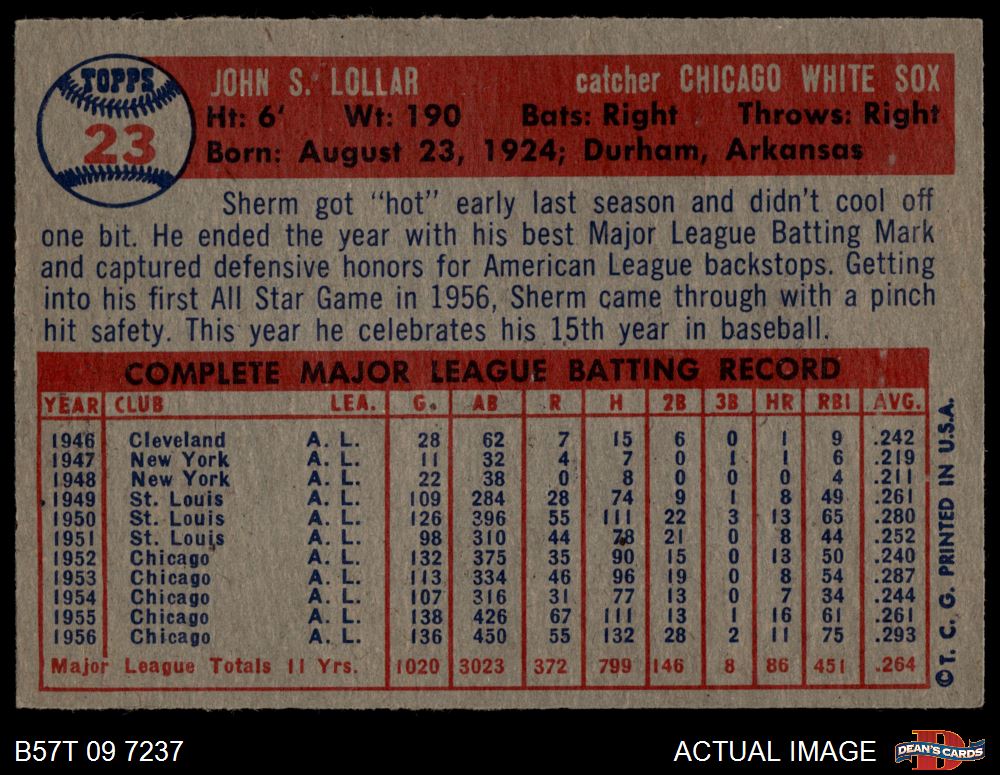 TOPPS
23
JOHN S. LOLLAR catcher CHICAGO WHITE SOX
Ht: 6' Wt: 190 Bats: Right Throws: Right
Born: August 23, 1924; Durham, Arkansas
Sherm got "hot" early last season and didn't cool off
one bit. He ended the year with his best Major League Batting Mark
and captured defensive honors for American League backstops. Getting
into his first All Star Game in 1956, Sherm came through with a pinch
hit safety. This year he celebrates his 15th year in baseball.
COMPLETE MAJOR LEAGUE BATTING RECORD
YEAR CLUB LEA. G. AB R H 2B 3B HR RBI AVG.
1946 Cleveland A. L. 28 62 7 15 6 0 1 9 .242
1947 New York A. L. 11 32 4 7 0 1 1 6 .219
1948 New York A. L. 22 38 0 8 0 0 0 4 .211
1949 St. Louis A. L. 109 284 28 74 9 1 8 49 .261
1950 St. Louis A. L. 126 396 55 111 22 3 13 65 .280
1951 St. Louis A. L. 98 310 44 78 21 0 8 44 .252
1952 Chicago A. L. 132 375 35 90 15 0 13 50 .240
1953 Chicago A. L. 113 334 46 96 19 0 8 54 .287
1954 Chicago A. L. 107 316 31 77 13 0 7 34 .244
1955 Chicago A. L. 138 426 67 111 13 1 16 61 .261
1956 Chicago A. L. 136 450 55 132 28 2 11 75 .293
Major League Totals 11 Yrs. 1020 3023 372 799 146 8 86 451 .264
©T. C. G. PRINTED IN U.S.A.
B57T 09 7237 ACTUAL IMAGE
DEAN'S CARDS